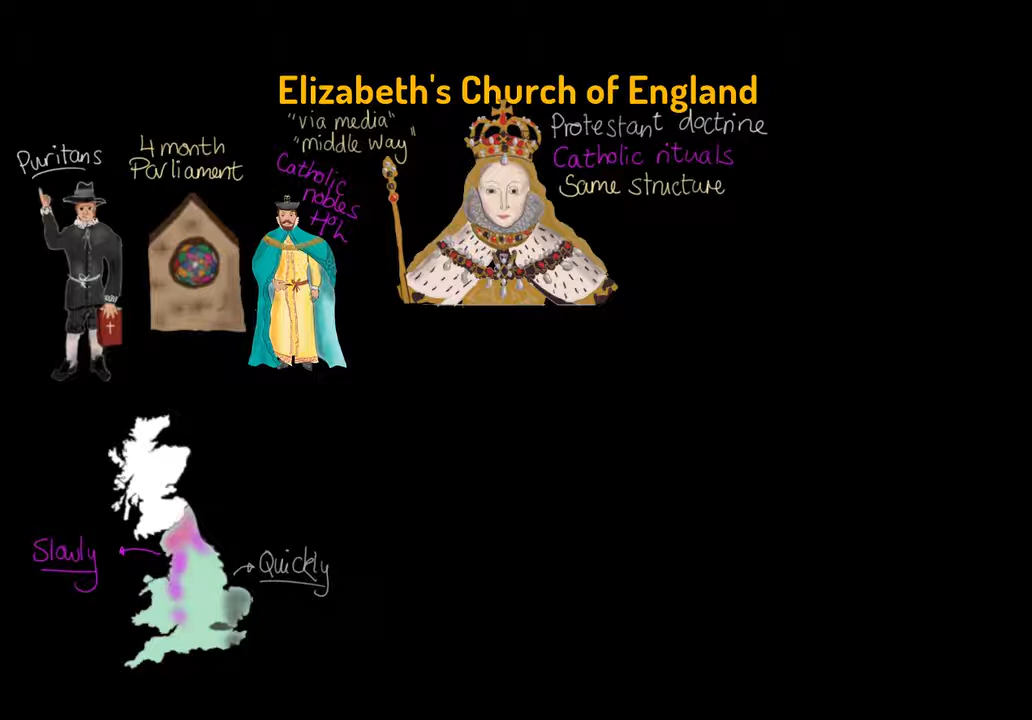 Elizabeth's Church of England
"via media"
"middle way"
Protestant doctrine
Catholic rituals
Same structure
Puritans
4 month
Parliament
Catholic
nobles
HoL
Slowly
Quickly